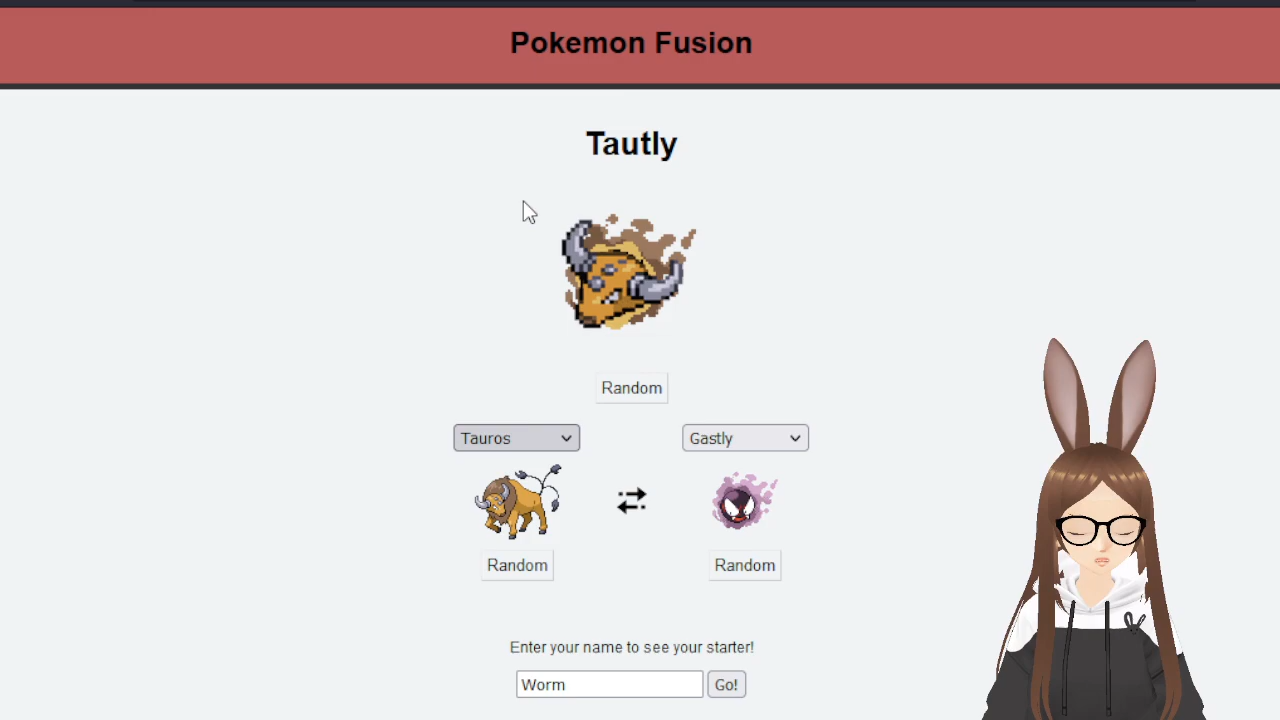 Pokemon Fusion
Tautly
Random
Tauros
Gastly
Random
Random
Enter your name to see your starter!
Worm
Go!